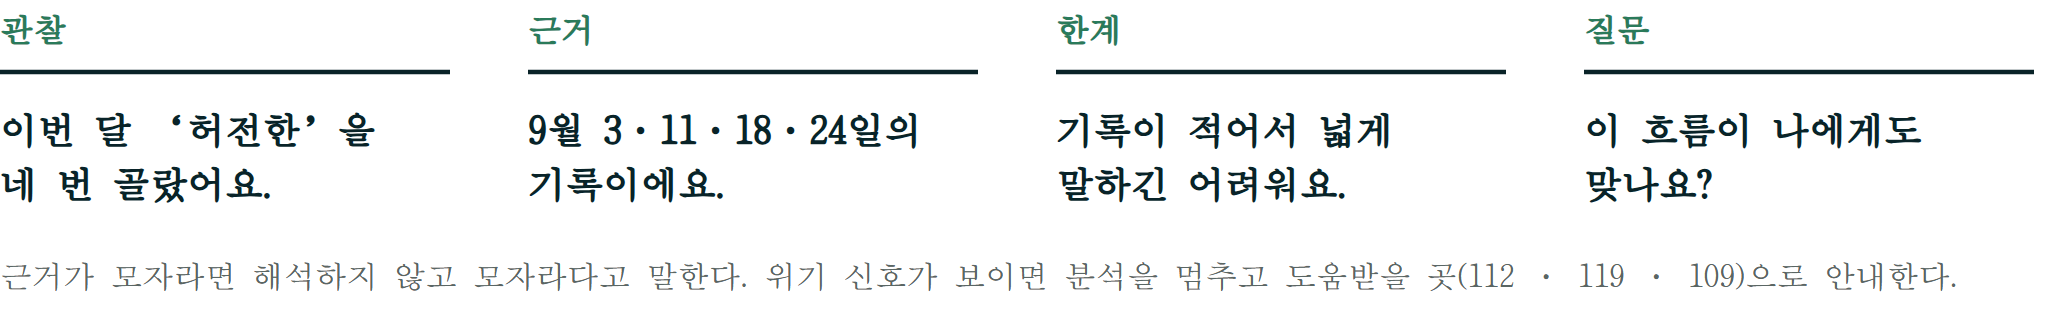 관찰
이번 달 ‘허전한’을
네 번 골랐어요.
근거
9월 3·11·18·24일의
기록이에요.
한계
기록이 적어서 넓게
말하긴 어려워요.
질문
이 흐름이 나에게도
맞나요?
근거가 모자라면 해석하지 않고 모자라다고 말한다. 위기 신호가 보이면 분석을 멈추고 도움받을 곳(112 · 119 · 109)으로 안내한다.